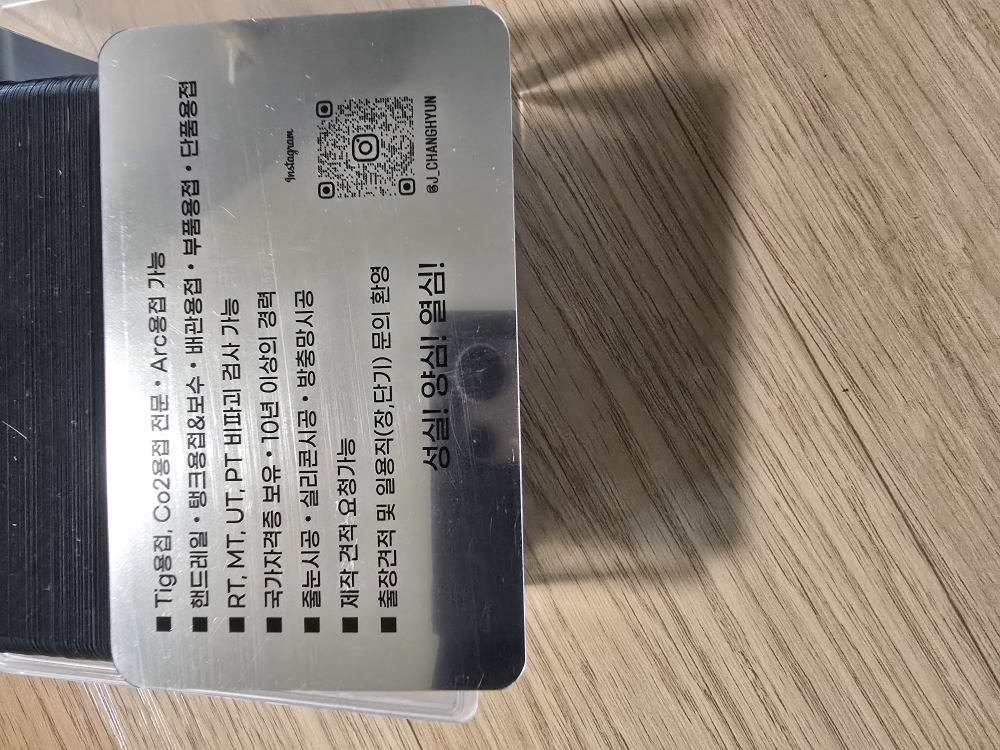 ■ Tig용접, Co2용접 전문 • Arc용접 가능
■ 핸드레일 • 탱크용접&보수 • 배관용접 • 부품용접 • 단품용접
■ RT, MT, UT, PT 비파괴 검사 가능
■ 국가자격증 보유 • 10년 이상의 경력
■ 줄눈시공 • 실리콘시공 • 방충망시공
■ 제작 견적 요청가능
■ 출장견적 및 일용직(장,단기) 문의 환영
성실! 양심! 열심!
Instagram
@J_CHANGHYUN